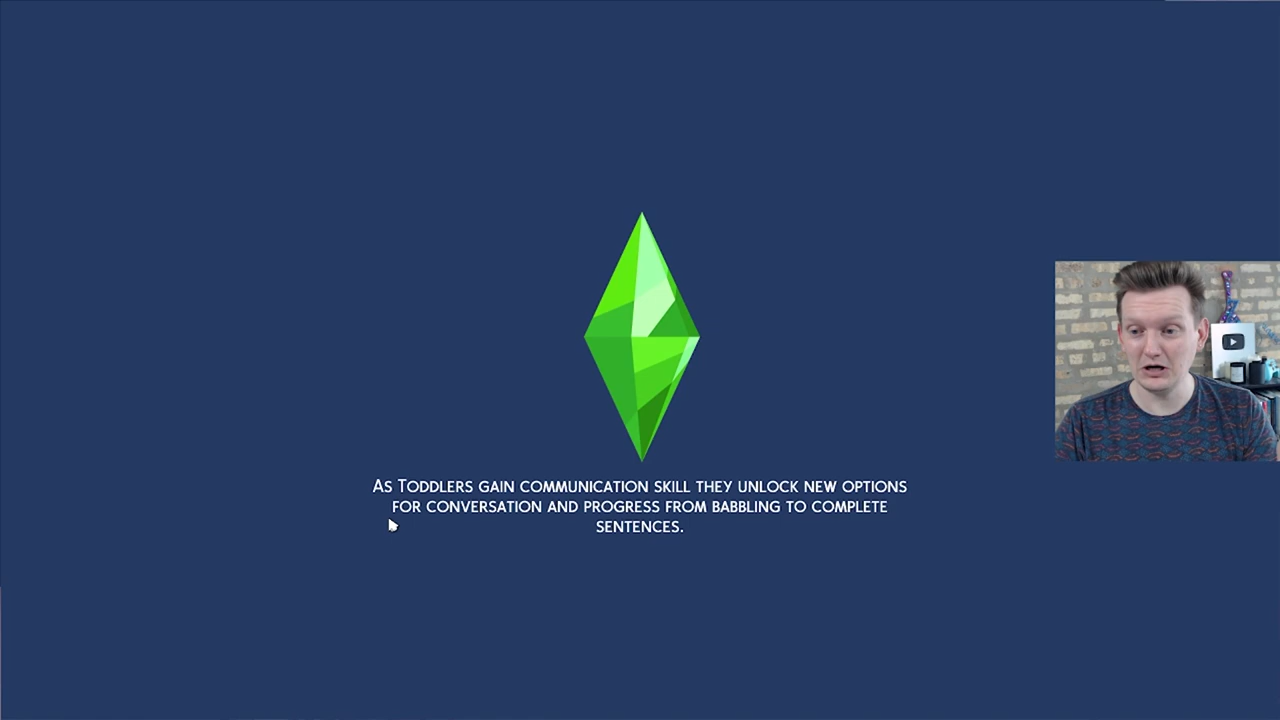 As Toddlers gain communication skill they unlock new options
for conversation and progress from babbling to complete
sentences.